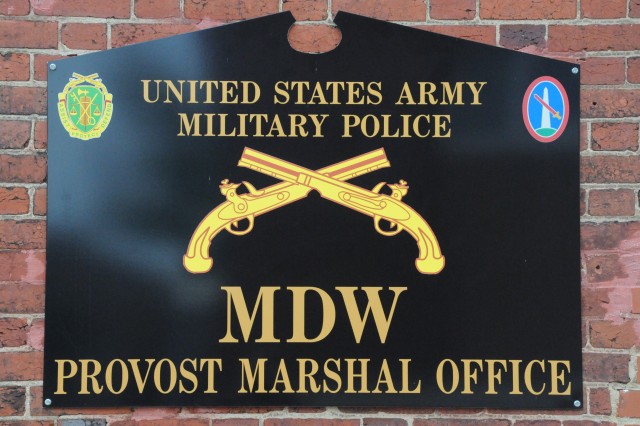 UNITED STATES ARMY
MILITARY POLICE
MDW
PROVOST MARSHAL OFFICE